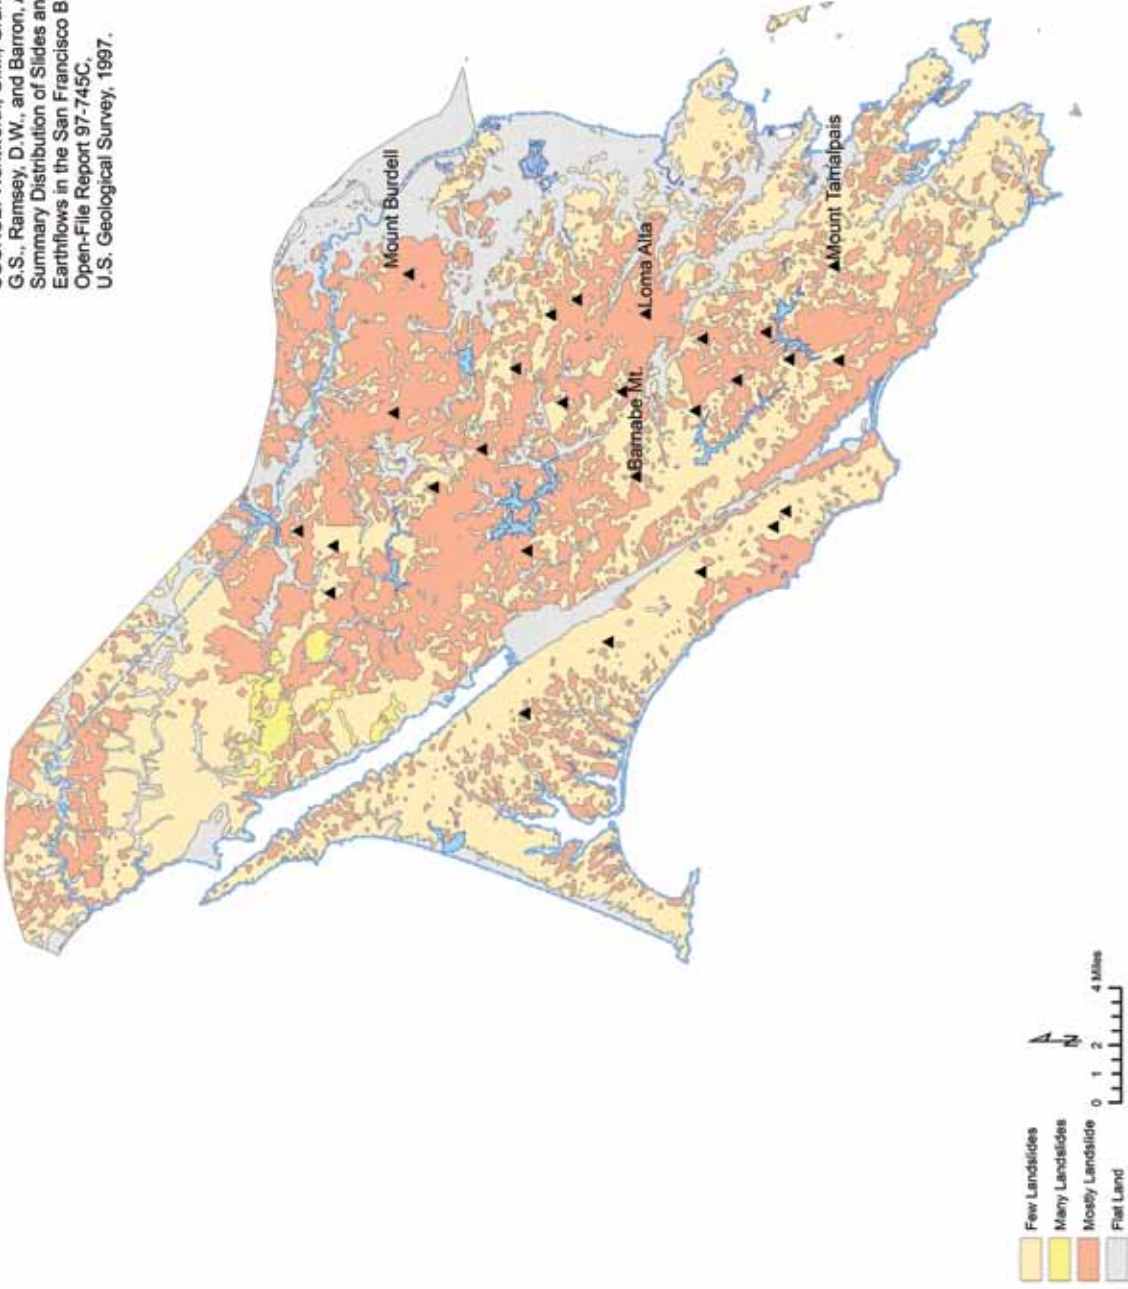 G.S., Ramsey, D.W., and Barron,
Summary Distribution of Slides
Earthflows in the San Francisco
Open-File Report 97-745C,
U.S. Geological Survey, 1997.
Mount Burdell
Loma Alta
Barnabe Mt.
Mount Tamialpais
Few Landslides
Many Landslides
Mostly Landslide
Flat Land
N
0 1 2 4 Miles